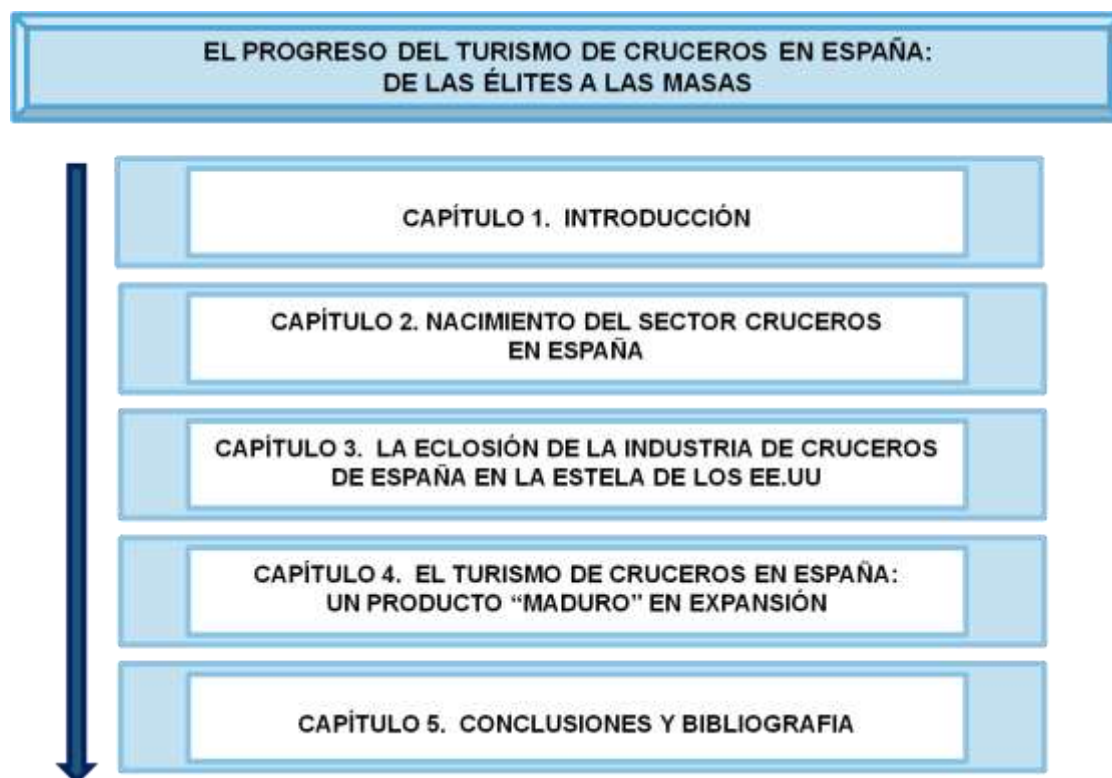 EL PROGRESO DEL TURISMO DE CRUCEROS EN ESPAÑA:
DE LAS ÉLITES A LAS MASAS
CAPÍTULO 1. INTRODUCCIÓN
CAPÍTULO 2. NACIMIENTO DEL SECTOR CRUCEROS
EN ESPAÑA
CAPÍTULO 3. LA ECLOSIÓN DE LA INDUSTRIA DE CRUCEROS
DE ESPAÑA EN LA ESTELA DE LOS EE.UU
CAPÍTULO 4. EL TURISMO DE CRUCEROS EN ESPAÑA:
UN PRODUCTO “MADURO” EN EXPANSIÓN
CAPÍTULO 5. CONCLUSIONES Y BIBLIOGRAFIA